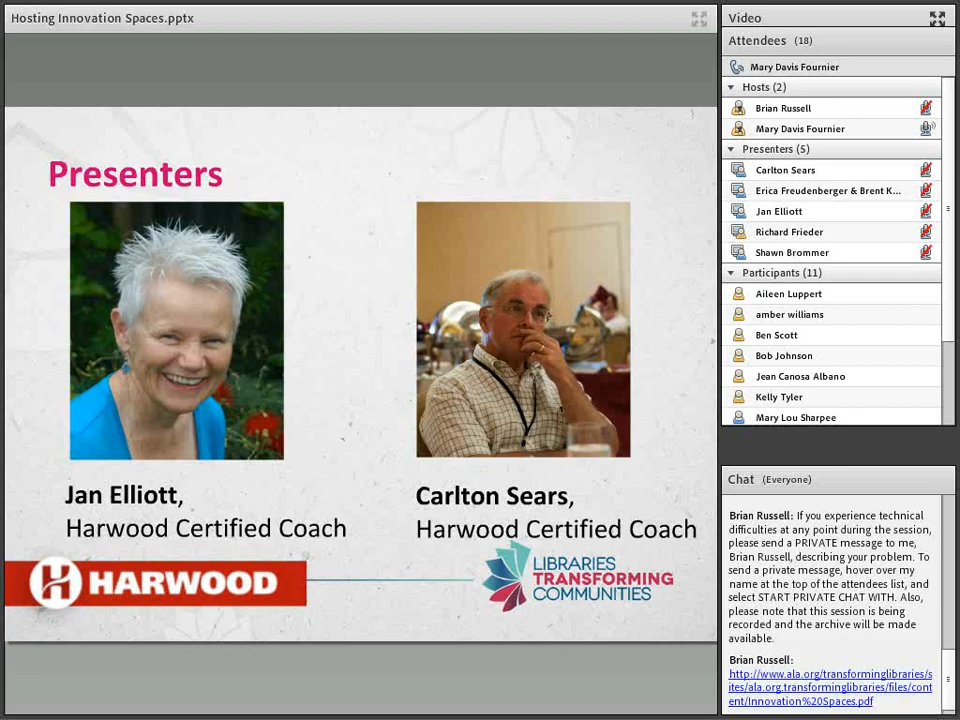 Hosting Innovation Spaces.pptx
Presenters
Jan Elliott,
Harwood Certified Coach
Carlton Sears,
Harwood Certified Coach
H HARWOOD
LIBRARIES
TRANSFORMING
COMMUNITIES
Video
Attendees (18)
Mary Davis Fournier
Hosts (2)
Brian Russell
Mary Davis Fournier
Presenters (5)
Carlton Sears
Erica Freudenberger & Brent K...
Jan Elliott
Richard Frieder
Shawn Brommer
Participants (11)
Aileen Luppert
amber williams
Ben Scott
Bob Johnson
Jean Canosa Albano
Kelly Tyler
Mary Lou Sharpee
Chat (Everyone)
Brian Russell: If you experience technical
difficulties at any point during the session,
please send a PRIVATE message to me,
Brian Russell, describing your problem. To
send a private message, hover over my
name at the top of the attendees list, and
select START PRIVATE CHAT WITH. Also,
please note that this session is being
recorded and the archive will be made
available.
Brian Russell:
http://www.ala.org/transforminglibraries/s
ites/ala.org.transforminglibraries/files/cont
ent/Innovation%20Spaces.pdf